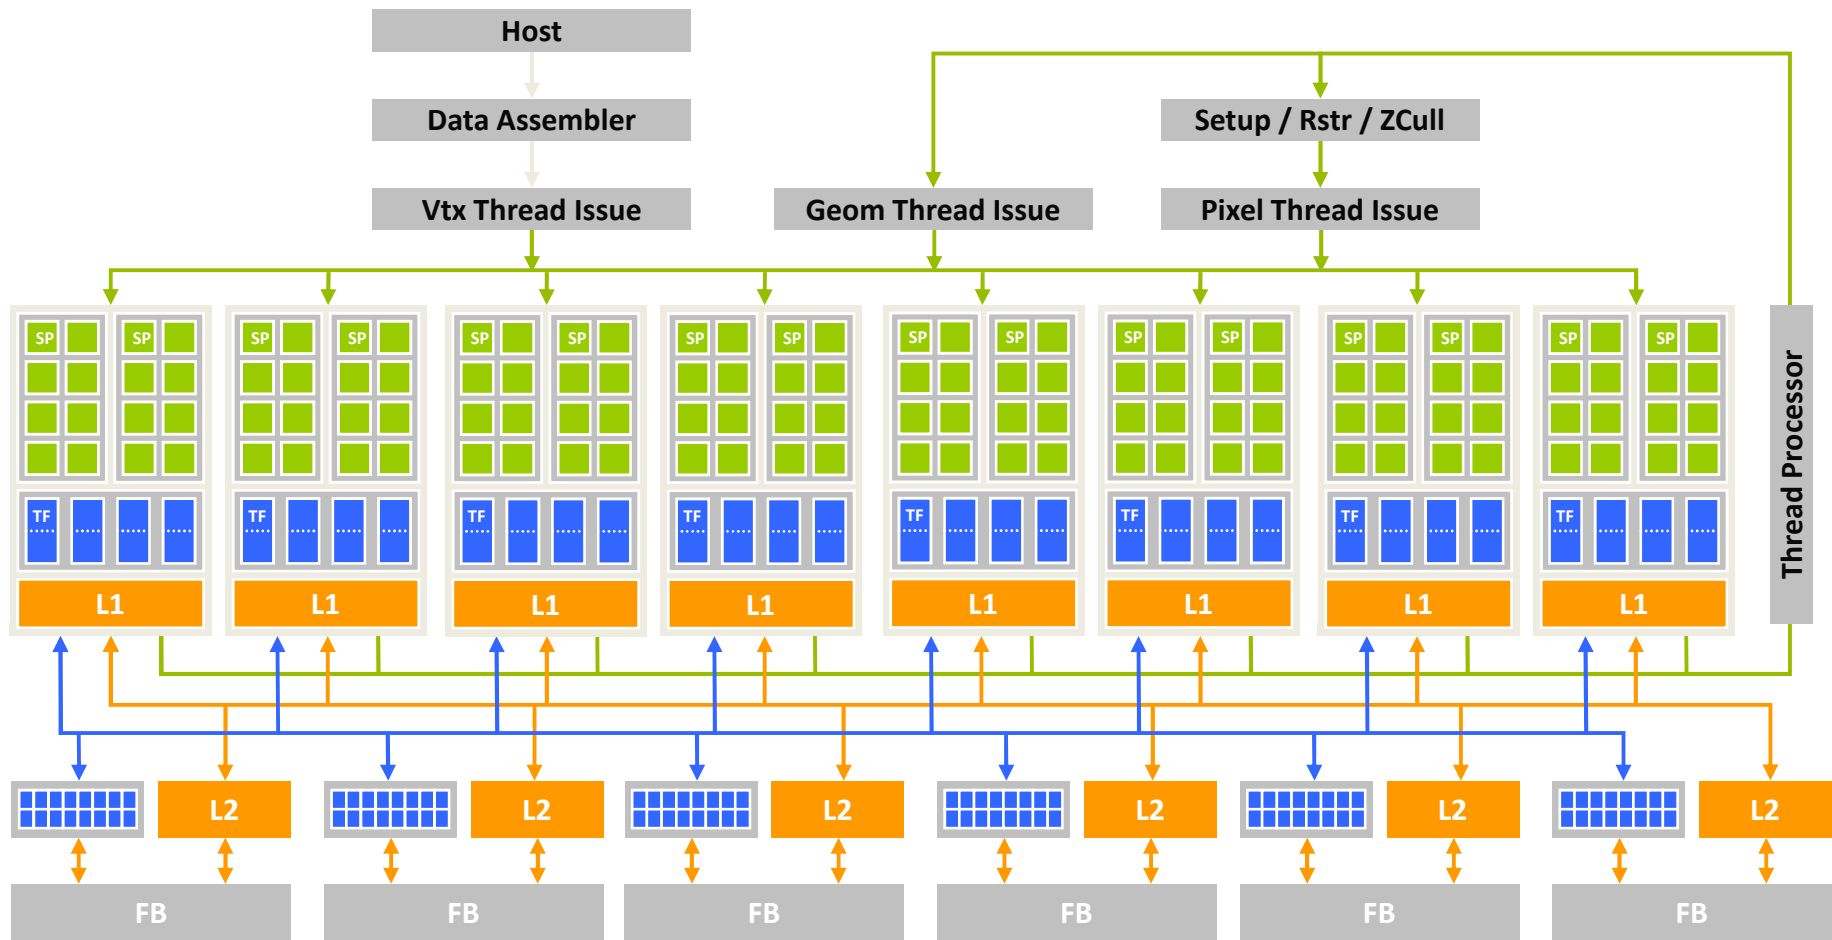 Host
Data Assembler
Setup / Rstr / ZCull
Vtx Thread Issue
Geom Thread Issue
Pixel Thread Issue
SP SP SP SP SP SP SP SP SP SP SP SP SP SP SP SP
TF TF TF TF TF TF TF TF
Thread Processor
L1 L1 L1 L1 L1 L1 L1 L1
L2 L2 L2 L2 L2 L2
FB FB FB FB FB FB